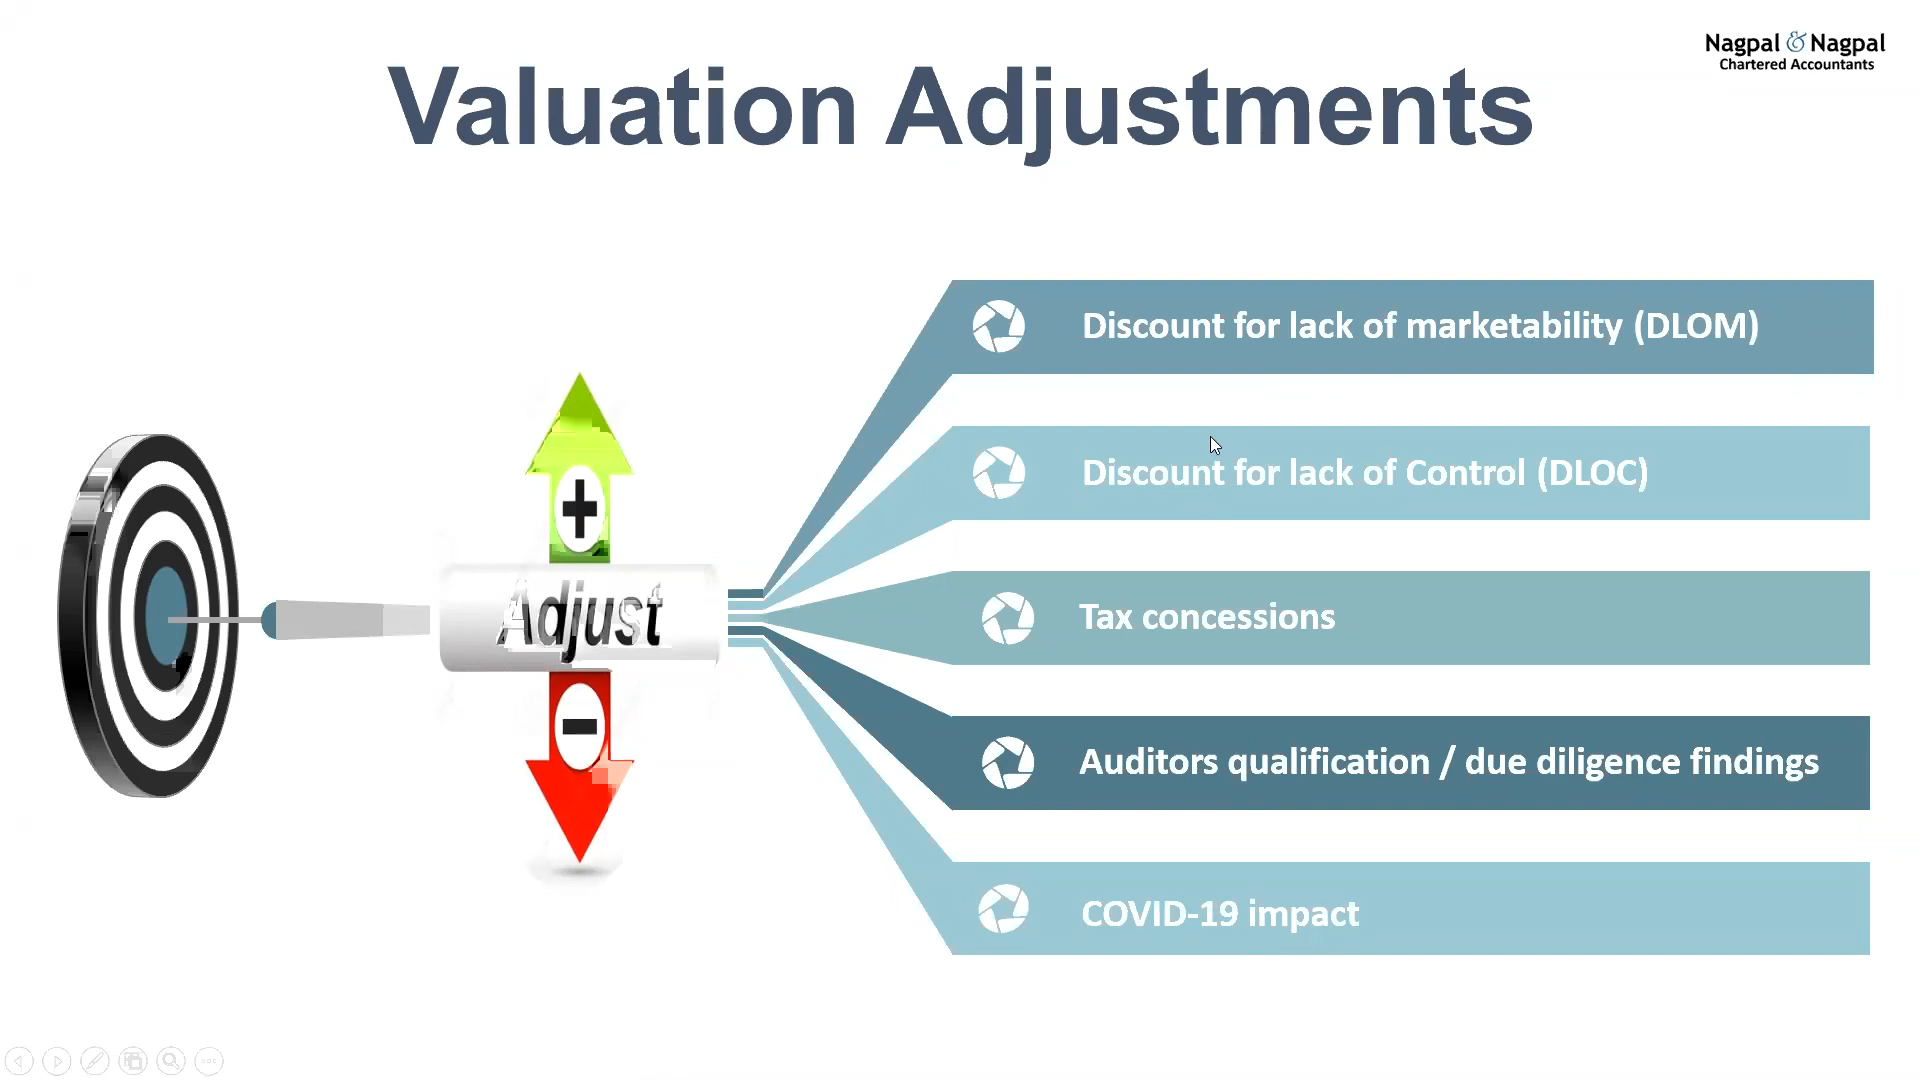 Nagpal & Nagpal
Chartered Accountants
Valuation Adjustments
Discount for lack of marketability (DLOM)
Discount for lack of Control (DLOC)
Tax concessions
Auditors qualification / due diligence findings
COVID-19 impact
+
Adjust
−